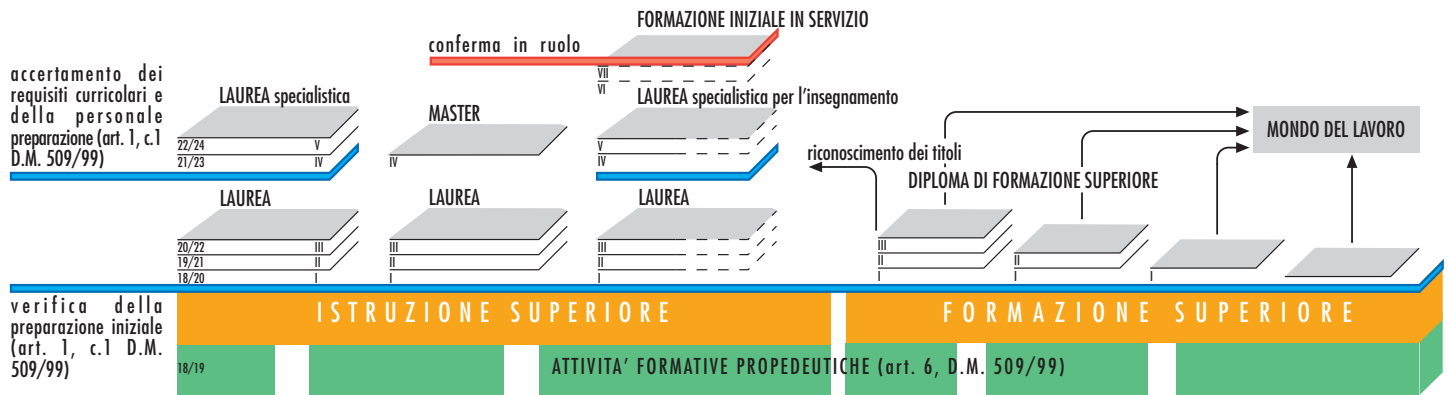 FORMAZIONE INIZIALE IN SERVIZIO
conferma in ruolo
VII
VI
accertamento dei
requisiti curricolari e
della personale
preparazione (art. 1, c.1
D.M. 509/99)
LAUREA specialistica
22/24 V
21/23 IV
MASTER
IV
LAUREA specialistica per l'insegnamento
V
IV
MONDO DEL LAVORO
riconoscimento dei titoli
DIPLOMA DI FORMAZIONE SUPERIORE
LAUREA
20/22 III
19/21 II
18/20 I
LAUREA
III
II
I
LAUREA
III
II
I
III
II
I
II
I
I
verifica della
preparazione iniziale
(art. 1, c.1 D.M.
509/99)
ISTRUZIONE SUPERIORE
FORMAZIONE SUPERIORE
18/19
ATTIVITA' FORMATIVE PROPEDEUTICHE (art. 6, D.M. 509/99)